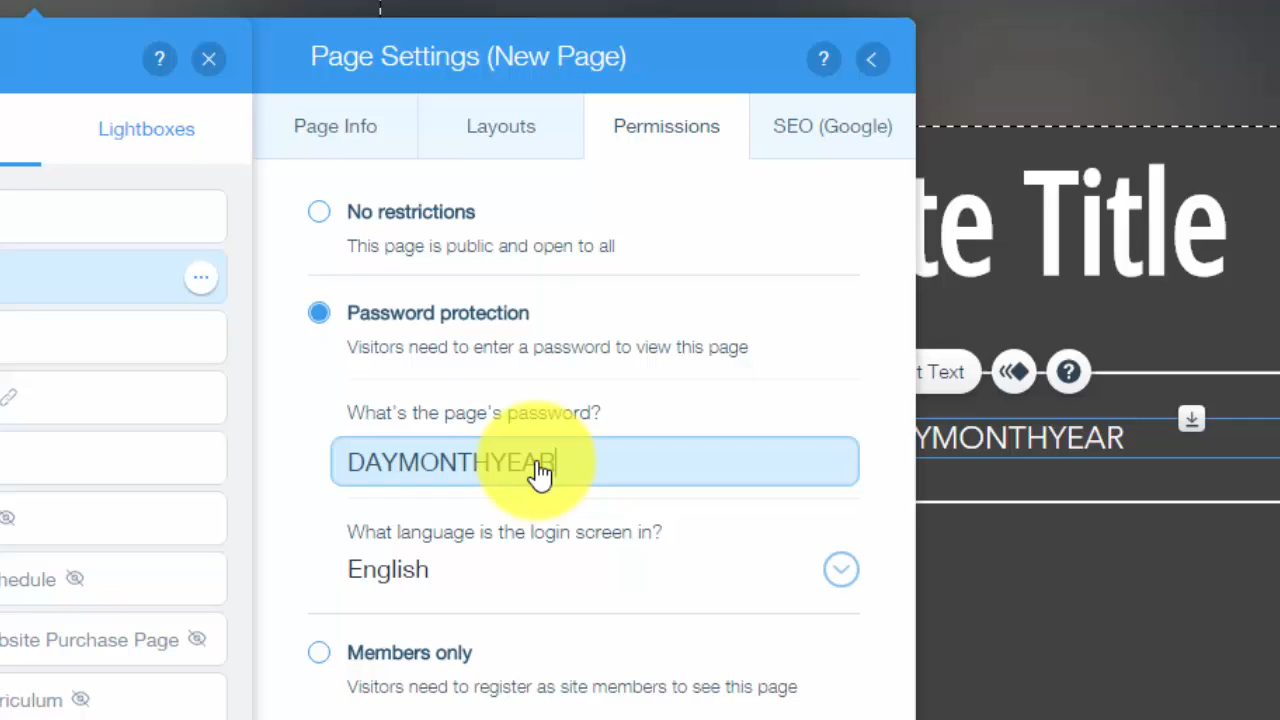 ?
Page Settings (New Page)
?
Lightboxes
Page Info
Layouts
Permissions
SEO (Google)
No restrictions
This page is public and open to all
Password protection
Visitors need to enter a password to view this page
What's the page's password?
DAYMONTHYEAR
What language is the login screen in?
English
Members only
Visitors need to register as site members to see this page
hedule
bsite Purchase Page
riculum
te Title
t Text
?
YMONTHYEAR